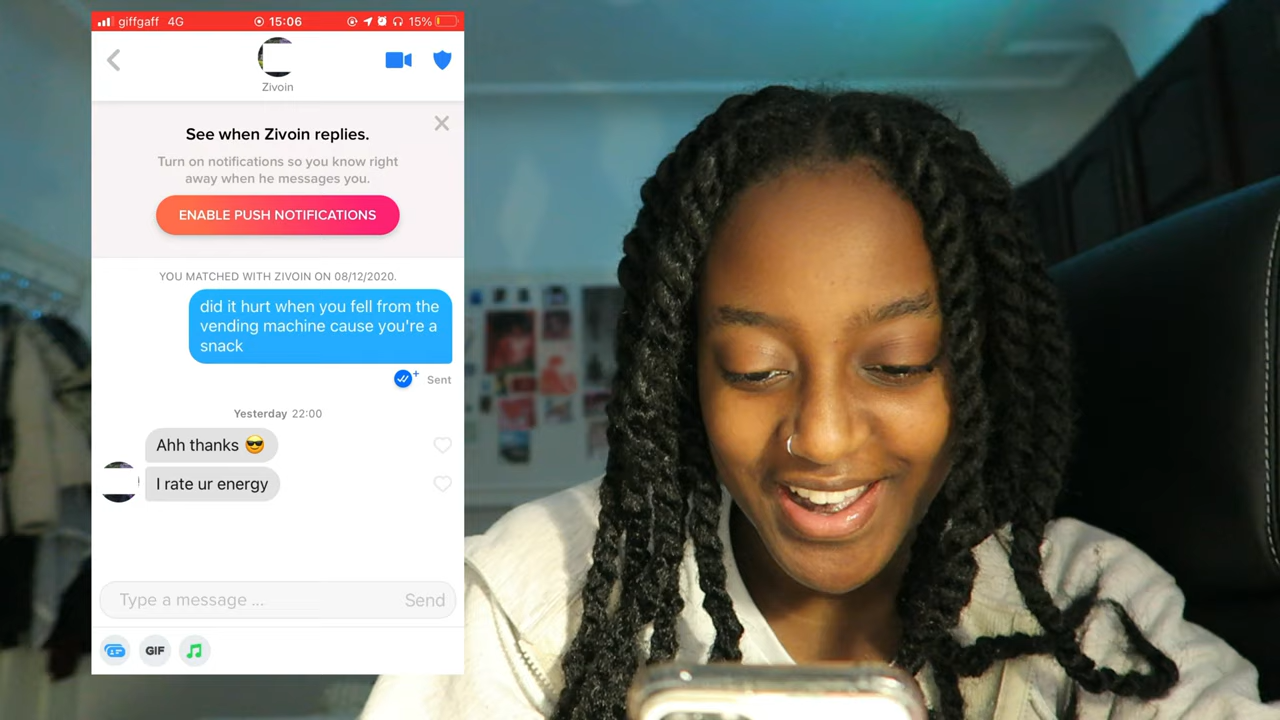 giffgaff 4G 15:06 15%
Zivoin
See when Zivoin replies.
Turn on notifications so you know right
away when he messages you.
ENABLE PUSH NOTIFICATIONS
YOU MATCHED WITH ZIVOIN ON 08/12/2020.
did it hurt when you fell from the
vending machine cause you're a
snack
Sent
Yesterday 22:00
Ahh thanks 😎
I rate ur energy
Type a message ... Send
GIF